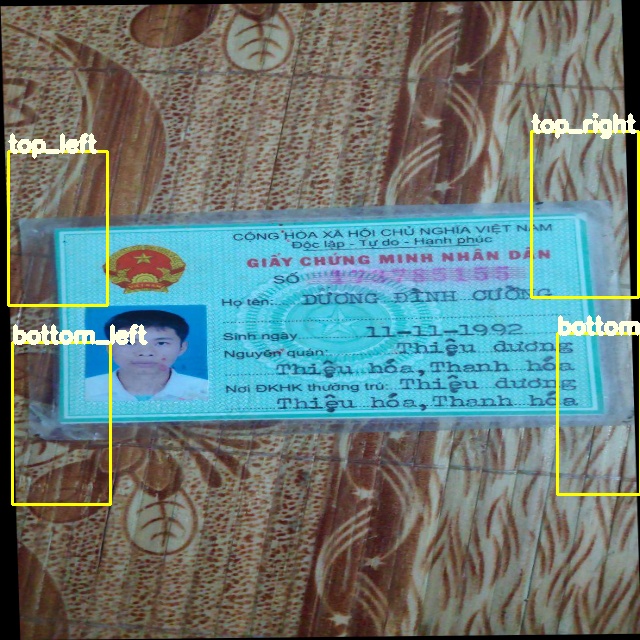 top_left
top_right
CỘNG HÒA XÃ HỘI CHỦ NGHĨA VIỆT NAM
Độc lập - Tự do - Hạnh phúc
GIẤY CHỨNG MINH NHÂN DÂN
SỐ
Họ tên: DƯƠNG ĐÌNH CƯỜNG
bottom_left
bottom
Sinh ngày 11-11-1992
Nguyên quán: Thiệu dương
Thiệu hóa, Thanh hóa
Nơi ĐKHK thường trú: Thiệu dương
Thiệu hóa, Thanh hóa